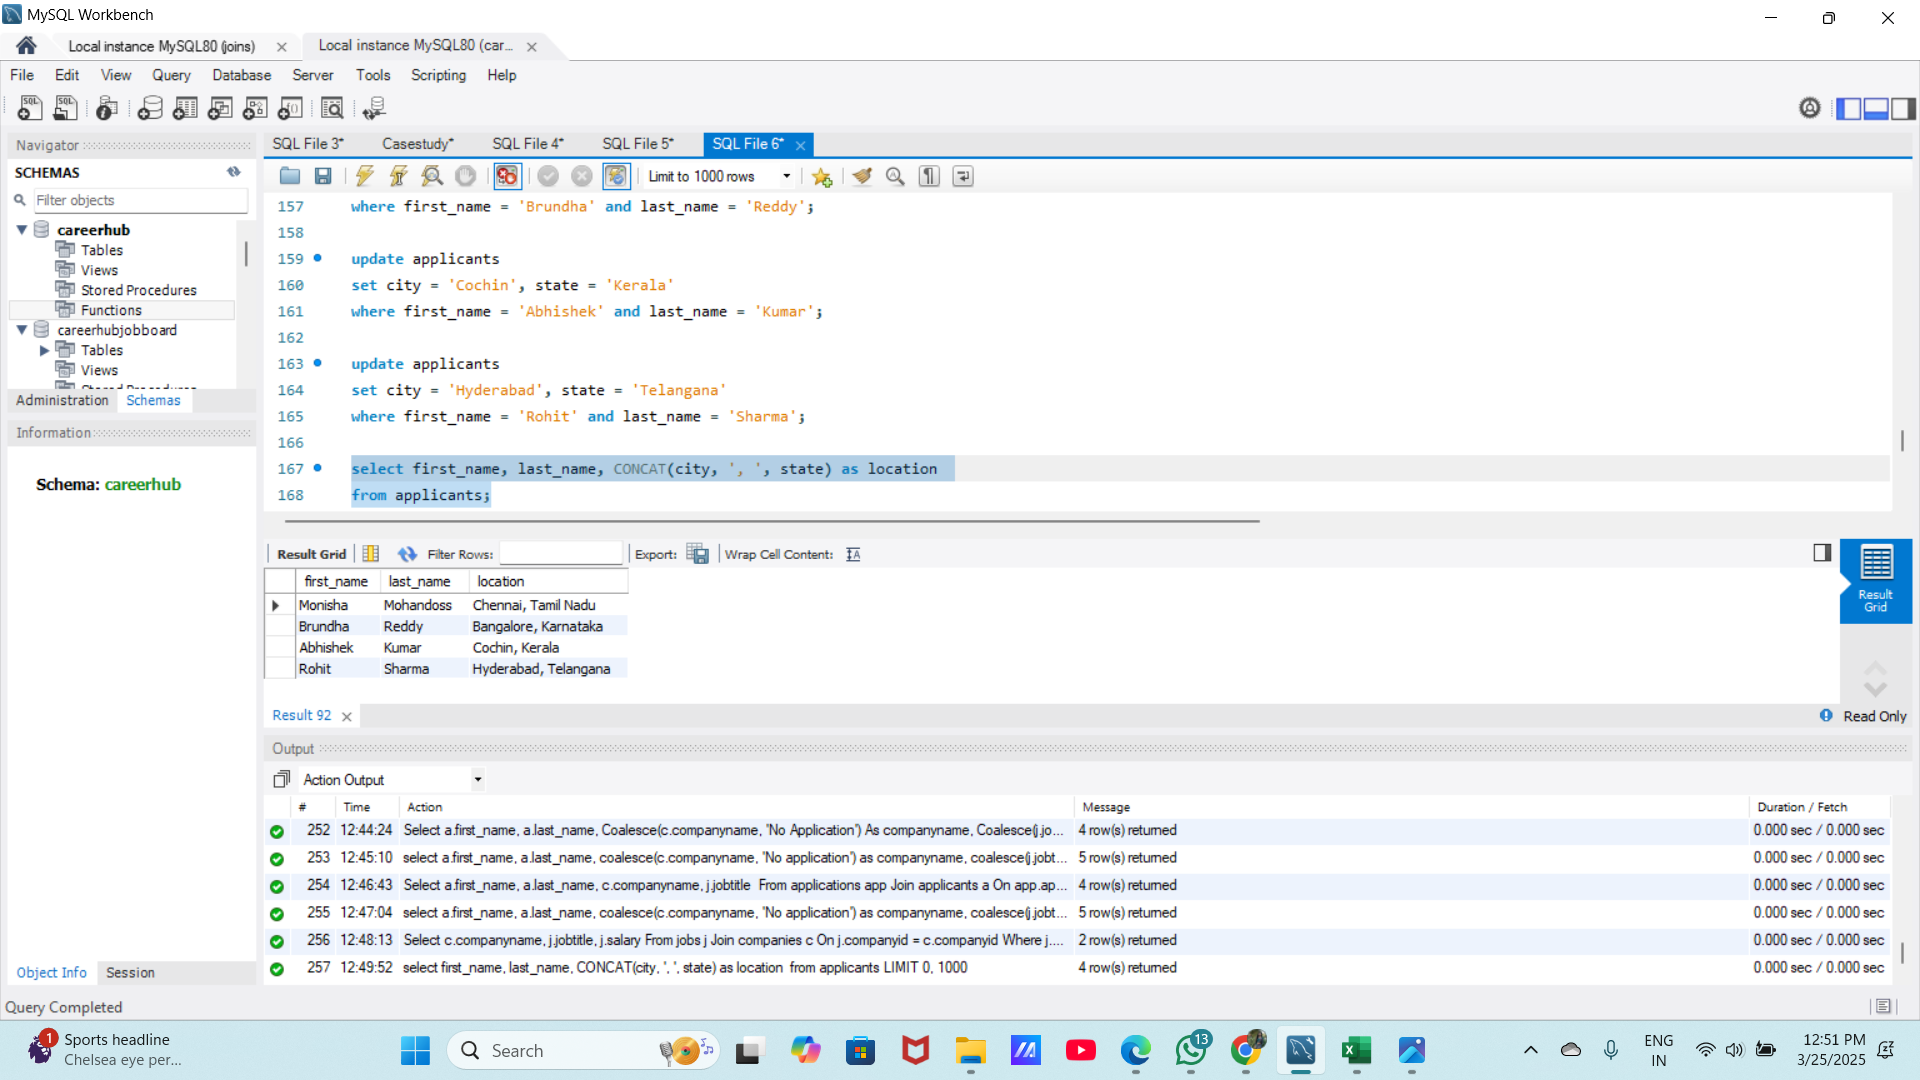 MySQL Workbench
Local instance MySQL80 (joins)
Local instance MySQL80 (car...
File Edit View Query Database Server Tools Scripting Help
Navigator
SCHEMAS
Filter objects
careerhub
Tables
Views
Stored Procedures
Functions
careerhubjobboard
Tables
Views
Stored Procedures
Administration Schemas
Information
Schema: careerhub
Object Info Session
Query Completed
SQL File 3* Casestudy* SQL File 4* SQL File 5* SQL File 6*
Limit to 1000 rows
157 where first_name = 'Brundha' and last_name = 'Reddy';
158
159 update applicants
160 set city = 'Cochin', state = 'Kerala'
161 where first_name = 'Abhishek' and last_name = 'Kumar';
162
163 update applicants
164 set city = 'Hyderabad', state = 'Telangana'
165 where first_name = 'Rohit' and last_name = 'Sharma';
166
167 select first_name, last_name, CONCAT(city, ', ', state) as location
168 from applicants;
Result Grid Filter Rows: Export: Wrap Cell Content:
first_name last_name location
Monisha Mohandoss Chennai, Tamil Nadu
Brundha Reddy Bangalore, Karnataka
Abhishek Kumar Cochin, Kerala
Rohit Sharma Hyderabad, Telangana
Result
Grid
Result 92
Read Only
Output
Action Output
# Time Action Message Duration / Fetch
252 12:44:24 Select a.first_name, a.last_name, Coalesce(c.companyname, 'No Application') As companyname, Coalesce(j.jo... 4 row(s) returned 0.000 sec / 0.000 sec
253 12:45:10 select a.first_name, a.last_name, coalesce(c.companyname, 'No application') as companyname, coalesce(j.jobt... 5 row(s) returned 0.000 sec / 0.000 sec
254 12:46:43 Select a.first_name, a.last_name, c.companyname, j.jobtitle From applications app Join applicants a On app.ap... 4 row(s) returned 0.000 sec / 0.000 sec
255 12:47:04 select a.first_name, a.last_name, coalesce(c.companyname, 'No application') as companyname, coalesce(j.jobt... 5 row(s) returned 0.000 sec / 0.000 sec
256 12:48:13 Select c.companyname, j.jobtitle, j.salary From jobs j Join companies c On j.companyid = c.companyid Where j.... 2 row(s) returned 0.000 sec / 0.000 sec
257 12:49:52 select first_name, last_name, CONCAT(city, ', ', state) as location from applicants LIMIT 0, 1000 4 row(s) returned 0.000 sec / 0.000 sec
1
Sports headline
Chelsea eye per...
Search
13
ENG
IN
12:51 PM
3/25/2025